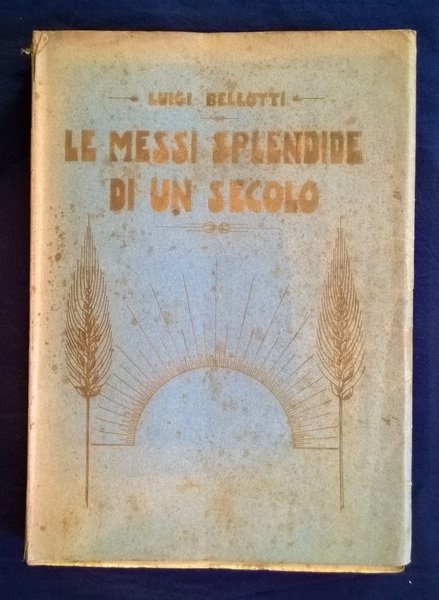 LUIGI BELLOTTI
LE MESSI SPLENDIDE
DI UN SECOLO